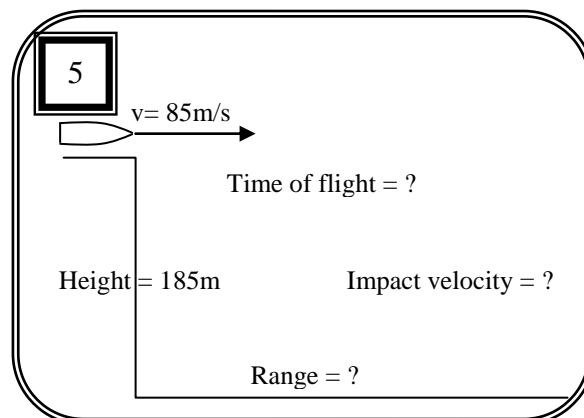 5
v= 85m/s
Time of flight = ?
Height = 185m
Impact velocity = ?
Range = ?